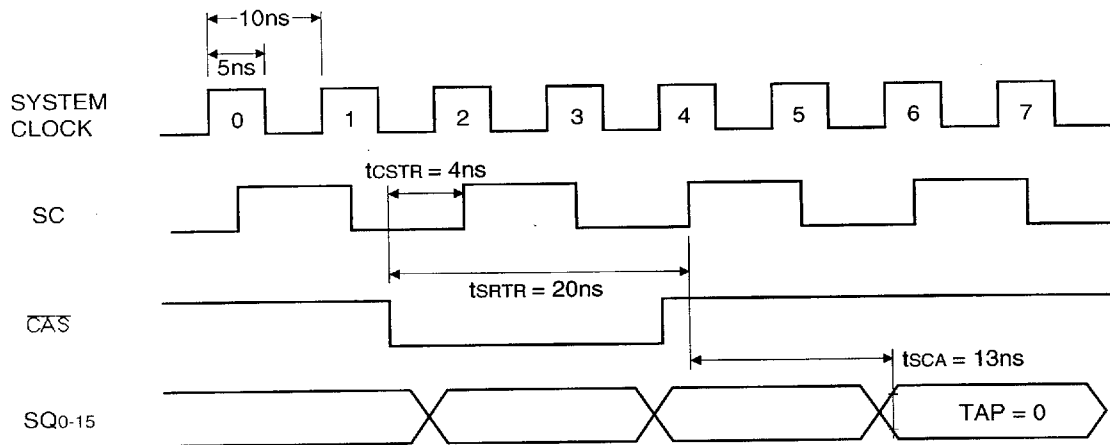 10ns
5ns
SYSTEM
CLOCK
0 1 2 3 4 5 6 7
tCSTR = 4ns
SC
tSRTR = 20ns
CAS
tSCA = 13ns
SQ0-15
TAP = 0